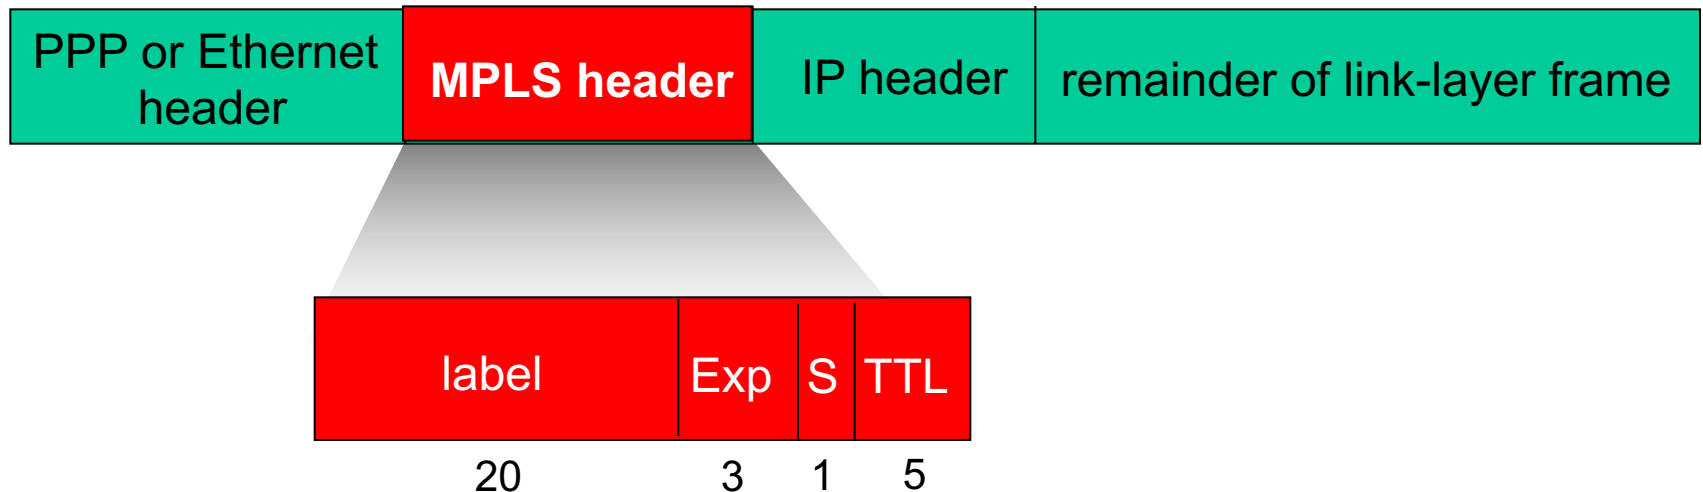 PPP or Ethernet
header
MPLS header
IP header
remainder of link-layer frame
label
Exp
S
TTL
20
3
1
5